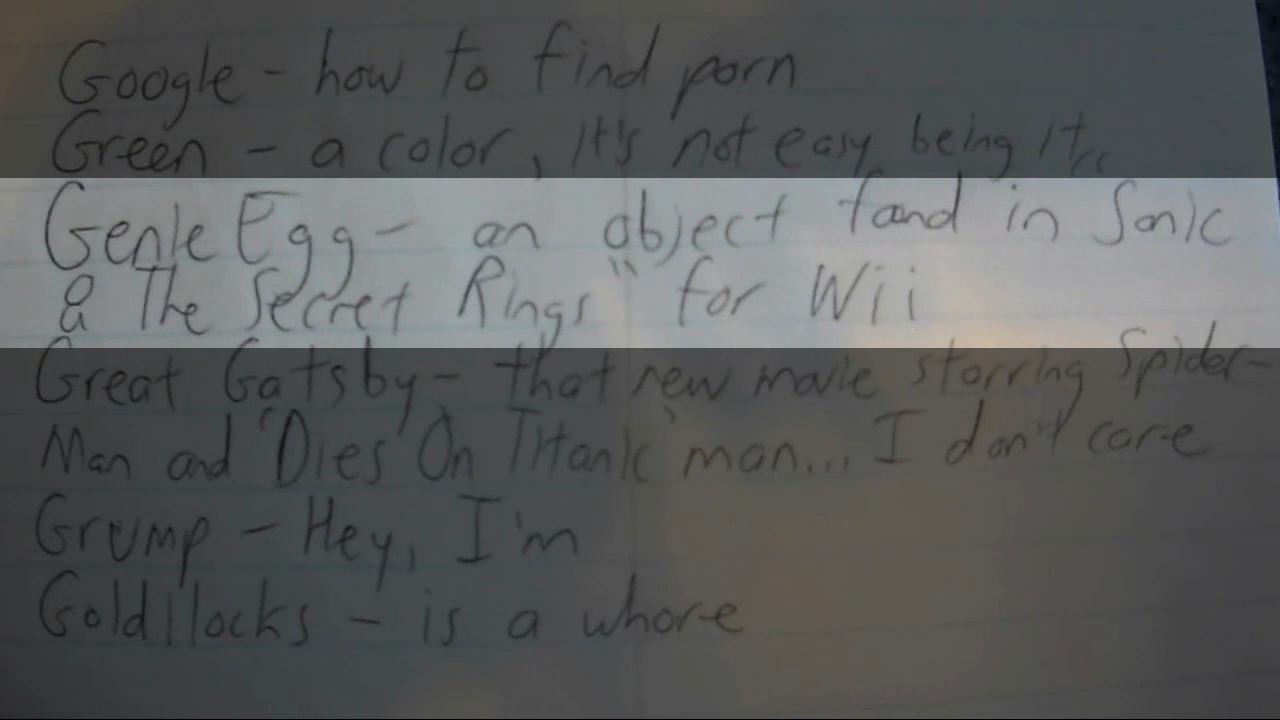 Google - how to find porn
Green - a color, it's not easy being it,,
Genie Egg - an object found in Sonic
& The Secret Rings" for Wii
Great Gatsby - that new movie starring Spider-
Man and 'Dies On Titanic' man... I don't care
Grump - Hey, I'm
Goldilocks - is a whore